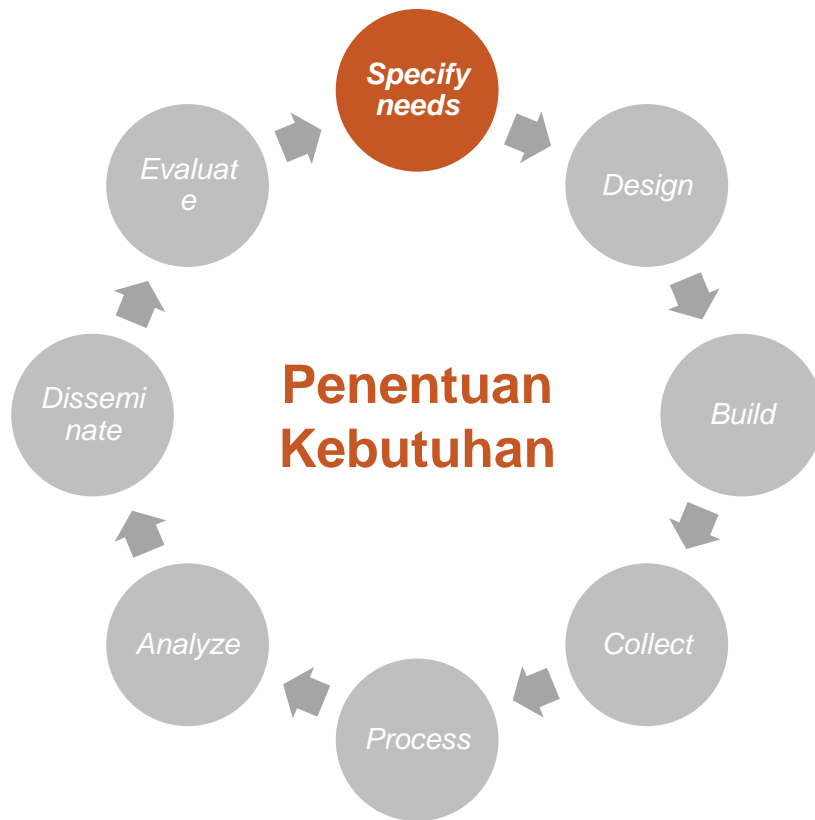 Specify
needs
Design
Build
Collect
Process
Analyze
Dissemi
nate
Evaluat
e
Penentuan
Kebutuhan